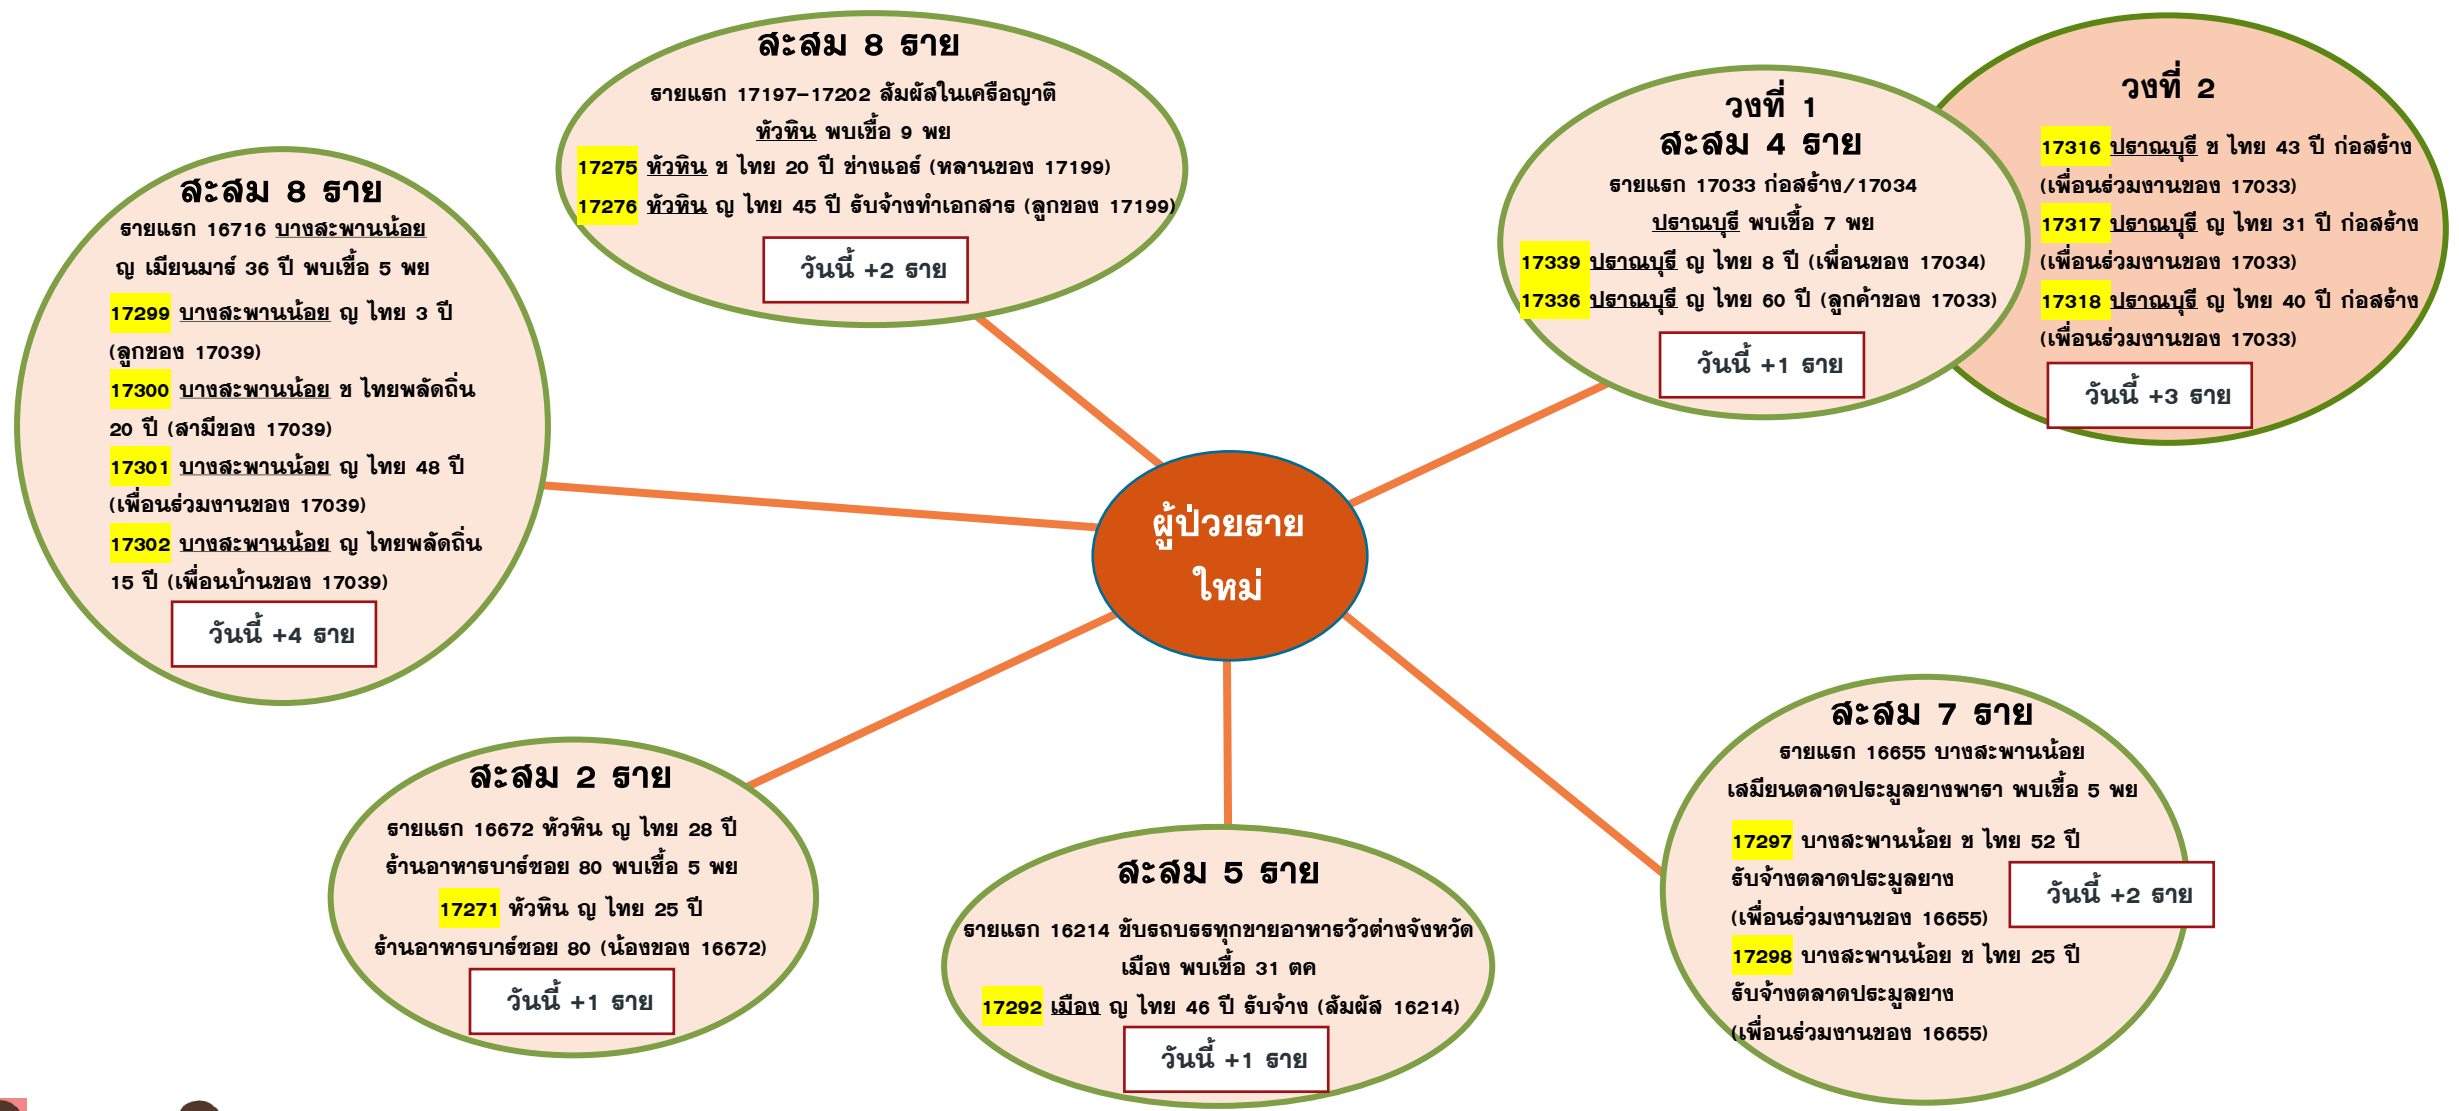 สะสม 8 ราย
รายแรก 17197-17202 สัมผัสในเครือญาติ
หัวหิน พบเชื้อ 9 พย
17275 หัวหิน ช ไทย 20 ปี ช่างแอร์ (หลานของ 17199)
17276 หัวหิน ญ ไทย 45 ปี รับจ้างทำเอกสาร (ลูกของ 17199)
วันนี้ +2 ราย
วงที่ 1
สะสม 4 ราย
รายแรก 17033 ก่อสร้าง/17034
ปราณบุรี พบเชื้อ 7 พย
17339 ปราณบุรี ญ ไทย 8 ปี (เพื่อนของ 17034)
17336 ปราณบุรี ญ ไทย 60 ปี (ลูกค้าของ 17033)
วันนี้ +1 ราย
วงที่ 2
17316 ปราณบุรี ช ไทย 43 ปี ก่อสร้าง
(เพื่อนร่วมงานของ 17033)
17317 ปราณบุรี ญ ไทย 31 ปี ก่อสร้าง
(เพื่อนร่วมงานของ 17033)
17318 ปราณบุรี ญ ไทย 40 ปี ก่อสร้าง
(เพื่อนร่วมงานของ 17033)
วันนี้ +3 ราย
สะสม 8 ราย
รายแรก 16716 บางสะพานน้อย
ญ เมียนมาร์ 36 ปี พบเชื้อ 5 พย
17299 บางสะพานน้อย ญ ไทย 3 ปี
(ลูกของ 17039)
17300 บางสะพานน้อย ช ไทยพลัดถิ่น
20 ปี (สามีของ 17039)
17301 บางสะพานน้อย ญ ไทย 48 ปี
(เพื่อนร่วมงานของ 17039)
17302 บางสะพานน้อย ญ ไทยพลัดถิ่น
15 ปี (เพื่อนบ้านของ 17039)
วันนี้ +4 ราย
ผู้ป่วยราย
ใหม่
สะสม 2 ราย
รายแรก 16672 หัวหิน ญ ไทย 28 ปี
ร้านอาหารบาร์ซอย 80 พบเชื้อ 5 พย
17271 หัวหิน ญ ไทย 25 ปี
ร้านอาหารบาร์ซอย 80 (น้องของ 16672)
วันนี้ +1 ราย
สะสม 5 ราย
รายแรก 16214 ขับรถบรรทุกขายอาหารวัวต่างจังหวัด
เมือง พบเชื้อ 31 ตค
17292 เมือง ญ ไทย 46 ปี รับจ้าง (สัมผัส 16214)
วันนี้ +1 ราย
สะสม 7 ราย
รายแรก 16655 บางสะพานน้อย
เสมียนตลาดประมูลยางพารา พบเชื้อ 5 พย
17297 บางสะพานน้อย ช ไทย 52 ปี
รับจ้างตลาดประมูลยาง
(เพื่อนร่วมงานของ 16655)
17298 บางสะพานน้อย ช ไทย 25 ปี
รับจ้างตลาดประมูลยาง
(เพื่อนร่วมงานของ 16655)
วันนี้ +2 ราย